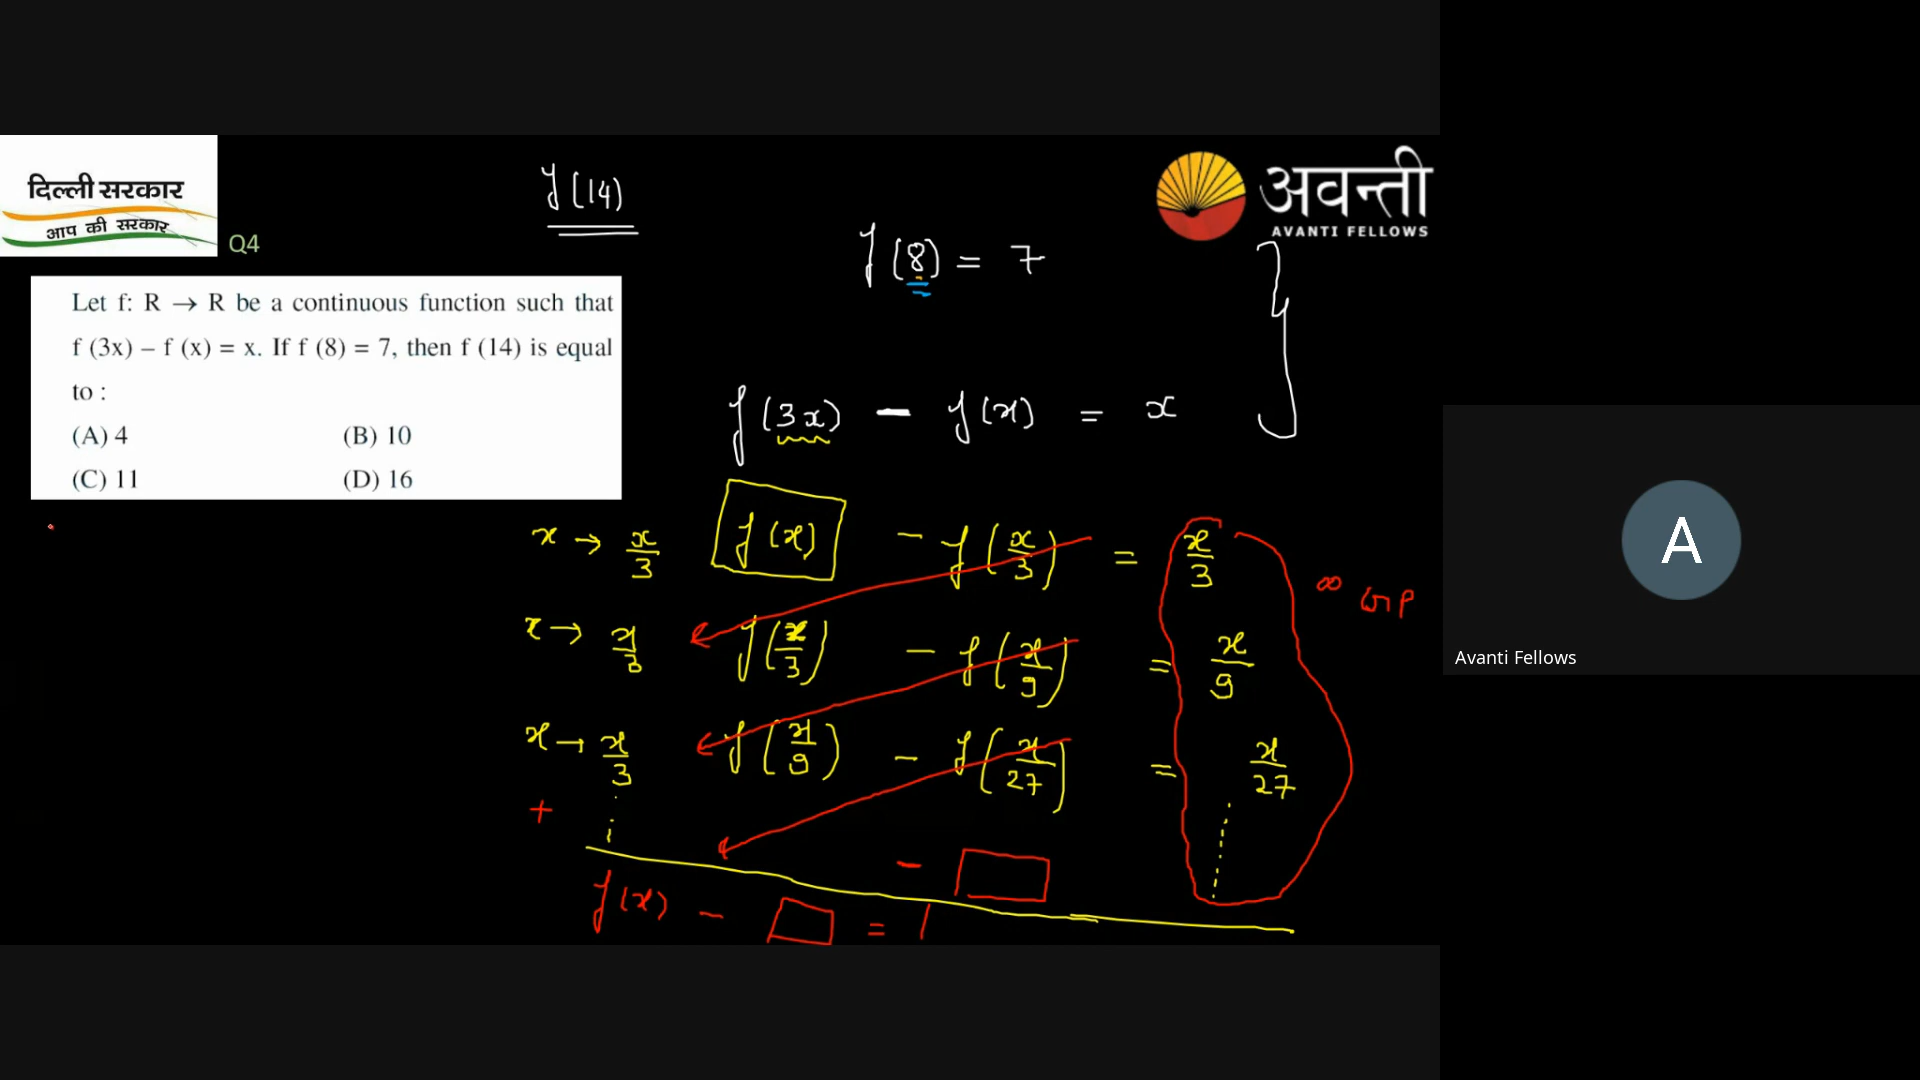 दिल्ली सरकार
आप की सरकार
Q4
f(14)
अवन्ती
AVANTI FELLOWS
f(8) = 7
Let f: R → R be a continuous function such that
f (3x) – f (x) = x. If f (8) = 7, then f (14) is equal
to :
(A) 4 (B) 10
(C) 11 (D) 16
f(3x) - f(x) = x
x → x/3 f(x) - f(x/3) = x/3
∞ GP
x → x/3 f(x/3) - f(x/9) = x/9
x → x/3 f(x/9) - f(x/27) = x/27
+
-
f(x) - = 
A
Avanti Fellows